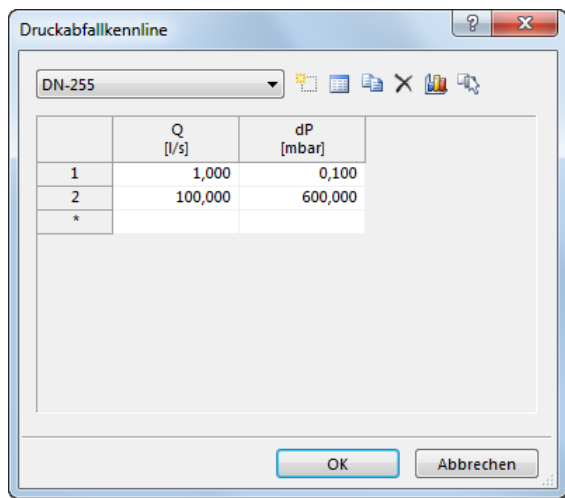 Druckabfallkennline
?
DN-255
Q dP
[l/s] [mbar]
1 1,000 0,100
2 100,000 600,000
*
OK Abbrechen